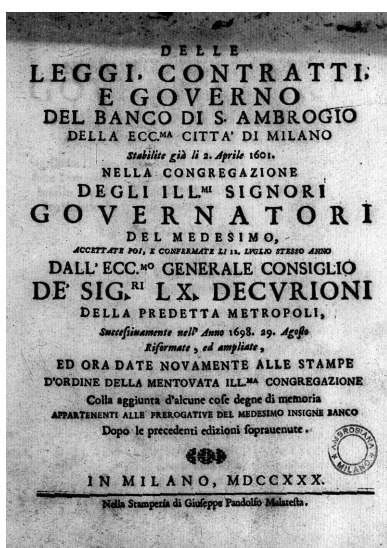 DELLE
LEGGI, CONTRATTI,
E GOVERNO
DEL BANCO DI S. AMBROGIO
DELLA ECC.MA CITTA' DI MILANO
Stabilite già li 2. Aprile 1601.
NELLA CONGREGAZIONE
DEGLI ILL.MI SIGNORI
GOVERNATORI
DEL MEDESIMO,
ACCETTATE POI, E CONFERMATE LI 12. LUGLIO STESSO ANNO
DALL' ECC.MO GENERALE CONSIGLIO
DE' SIG.RI LX. DECVRIONI
DELLA PREDETTA METROPOLI,
Succeſſivamente nell' Anno 1698. 29. Agoſto
Riformate, ed ampliate,
ED ORA DATE NOVAMENTE ALLE STAMPE
D'ORDINE DELLA MENTOVATA ILL.MA CONGREGAZIONE
Colla aggiunta d'alcune coſe degne di memoria
APPARTENENTI ALLE PREROGATIVE DEL MEDESIMO INSIGNE BANCO
Dopo le precedenti edizioni ſopravenute.
AMBROSIANA
MILANO
IN MILANO, MDCCXXX.
Nella Stamperia di Giuſeppe Pandolfo Malateſta.